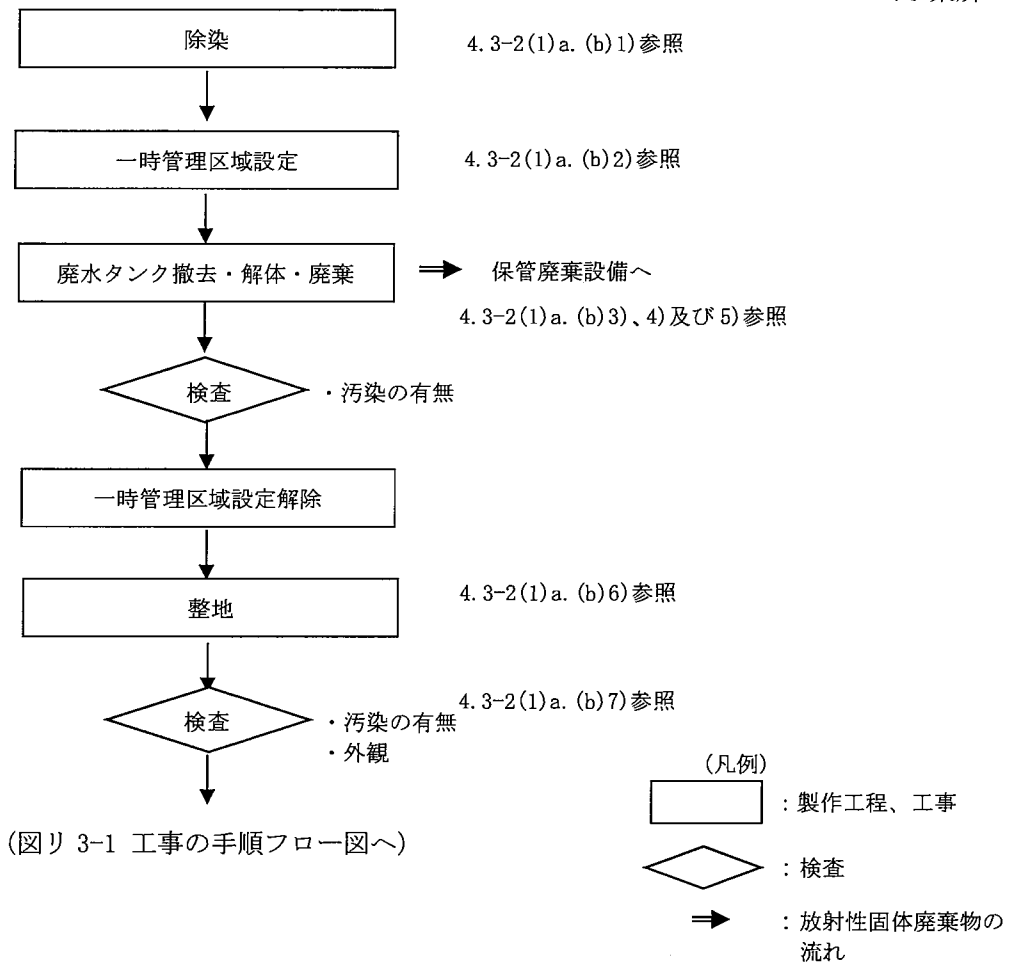 除染
4.3-2(1)a.(b)1)参照
一時管理区域設定
4.3-2(1)a.(b)2)参照
廃水タンク撤去・解体・廃棄
保管廃棄設備へ
4.3-2(1)a.(b)3)、4)及び5)参照
検査
・汚染の有無
一時管理区域設定解除
整地
4.3-2(1)a.(b)6)参照
検査
4.3-2(1)a.(b)7)参照
・汚染の有無
・外観
(図リ 3-1 工事の手順フロー図へ)
(凡例)
：製作工程、工事
：検査
：放射性固体廃棄物の
流れ